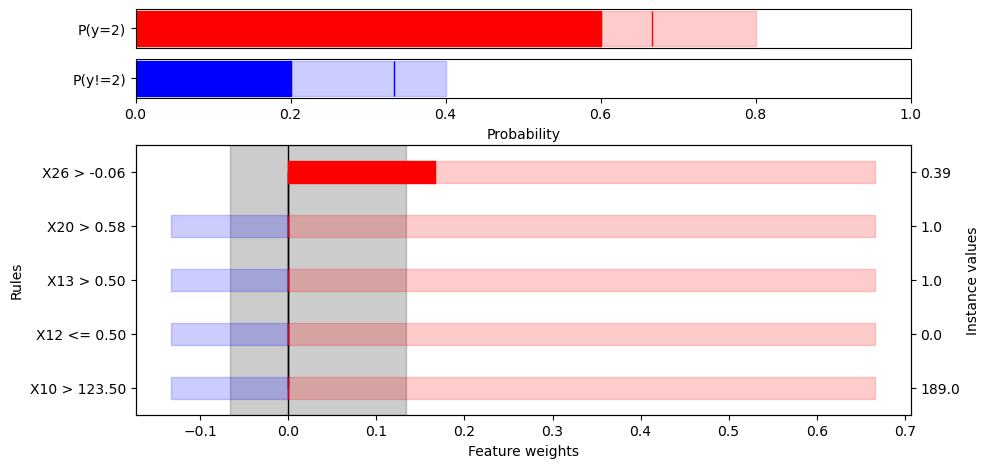 P(y=2)
P(y!=2)
0.0 0.2 0.4 0.6 0.8 1.0
Probability
X26 > -0.06 0.39
X20 > 0.58 1.0
X13 > 0.50 1.0
X12 <= 0.50 0.0
X10 > 123.50 189.0
Rules
Instance values
−0.1 0.0 0.1 0.2 0.3 0.4 0.5 0.6 0.7
Feature weights